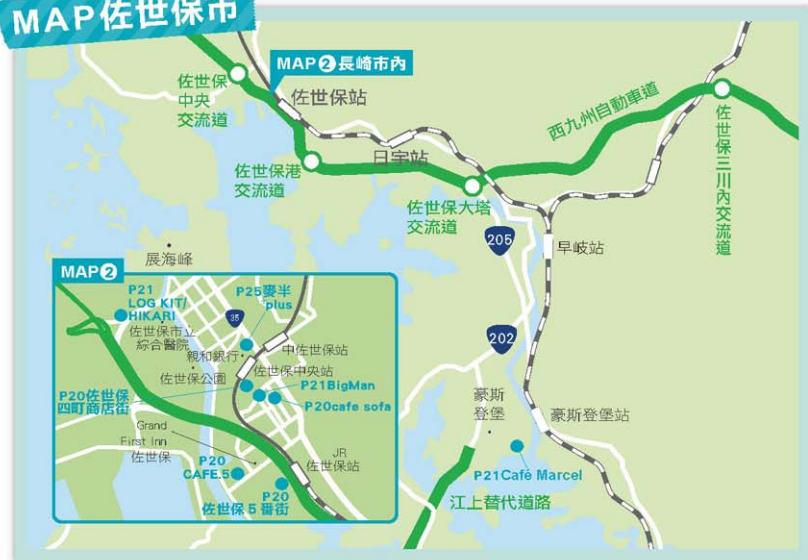 MAP佐世保市
MAP❷長崎市內
佐世保
中央
交流道
佐世保站
西九州自動車道
日宇站
佐世保港
交流道
佐世保大塔
交流道
佐世保三川內交流道
205
早岐站
展海峰
202
豪斯
登堡
豪斯登堡站
P21Café Marcel
江上替代道路
MAP❷
P21
LOG KIT/
HIKARI
P25麥半
plus
35
佐世保市立
綜合醫院
親和銀行
中佐世保站
佐世保公園
佐世保中央站
P20佐世保
四町商店街
P21BigMan
P20cafe sofa
Grand
First Inn
佐世保
JR
佐世保站
P20
CAFE.5
P20
佐世保5番街